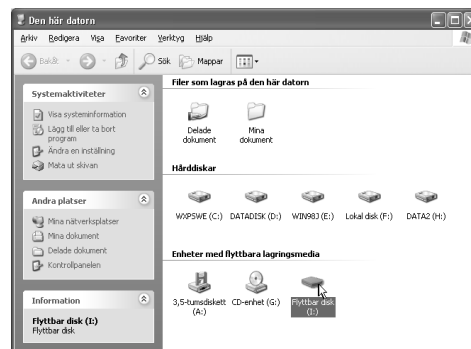 Den här datorn
Arkiv Redigera Visa Favoriter Verktyg Hjälp
Bakåt Sök Mappar
Systemaktiviteter
Visa systeminformation
Lägg till eller ta bort
program
Ändra en inställning
Mata ut skivan
Andra platser
Mina nätverksplatser
Mina dokument
Delade dokument
Kontrollpanelen
Information
Flyttbar disk (I:)
Flyttbar disk
Filer som lagras på den här datorn
Delade
dokument
Mina
dokument
Hårddiskar
WXPSWE (C:) DATADISK (D:) WIN98J (E:) Lokal disk (F:) DATA2 (H:)
Enheter med flyttbara lagringsmedia
3,5-tumsdiskett
(A:)
CD-enhet (G:)
Flyttbar disk
(I:)